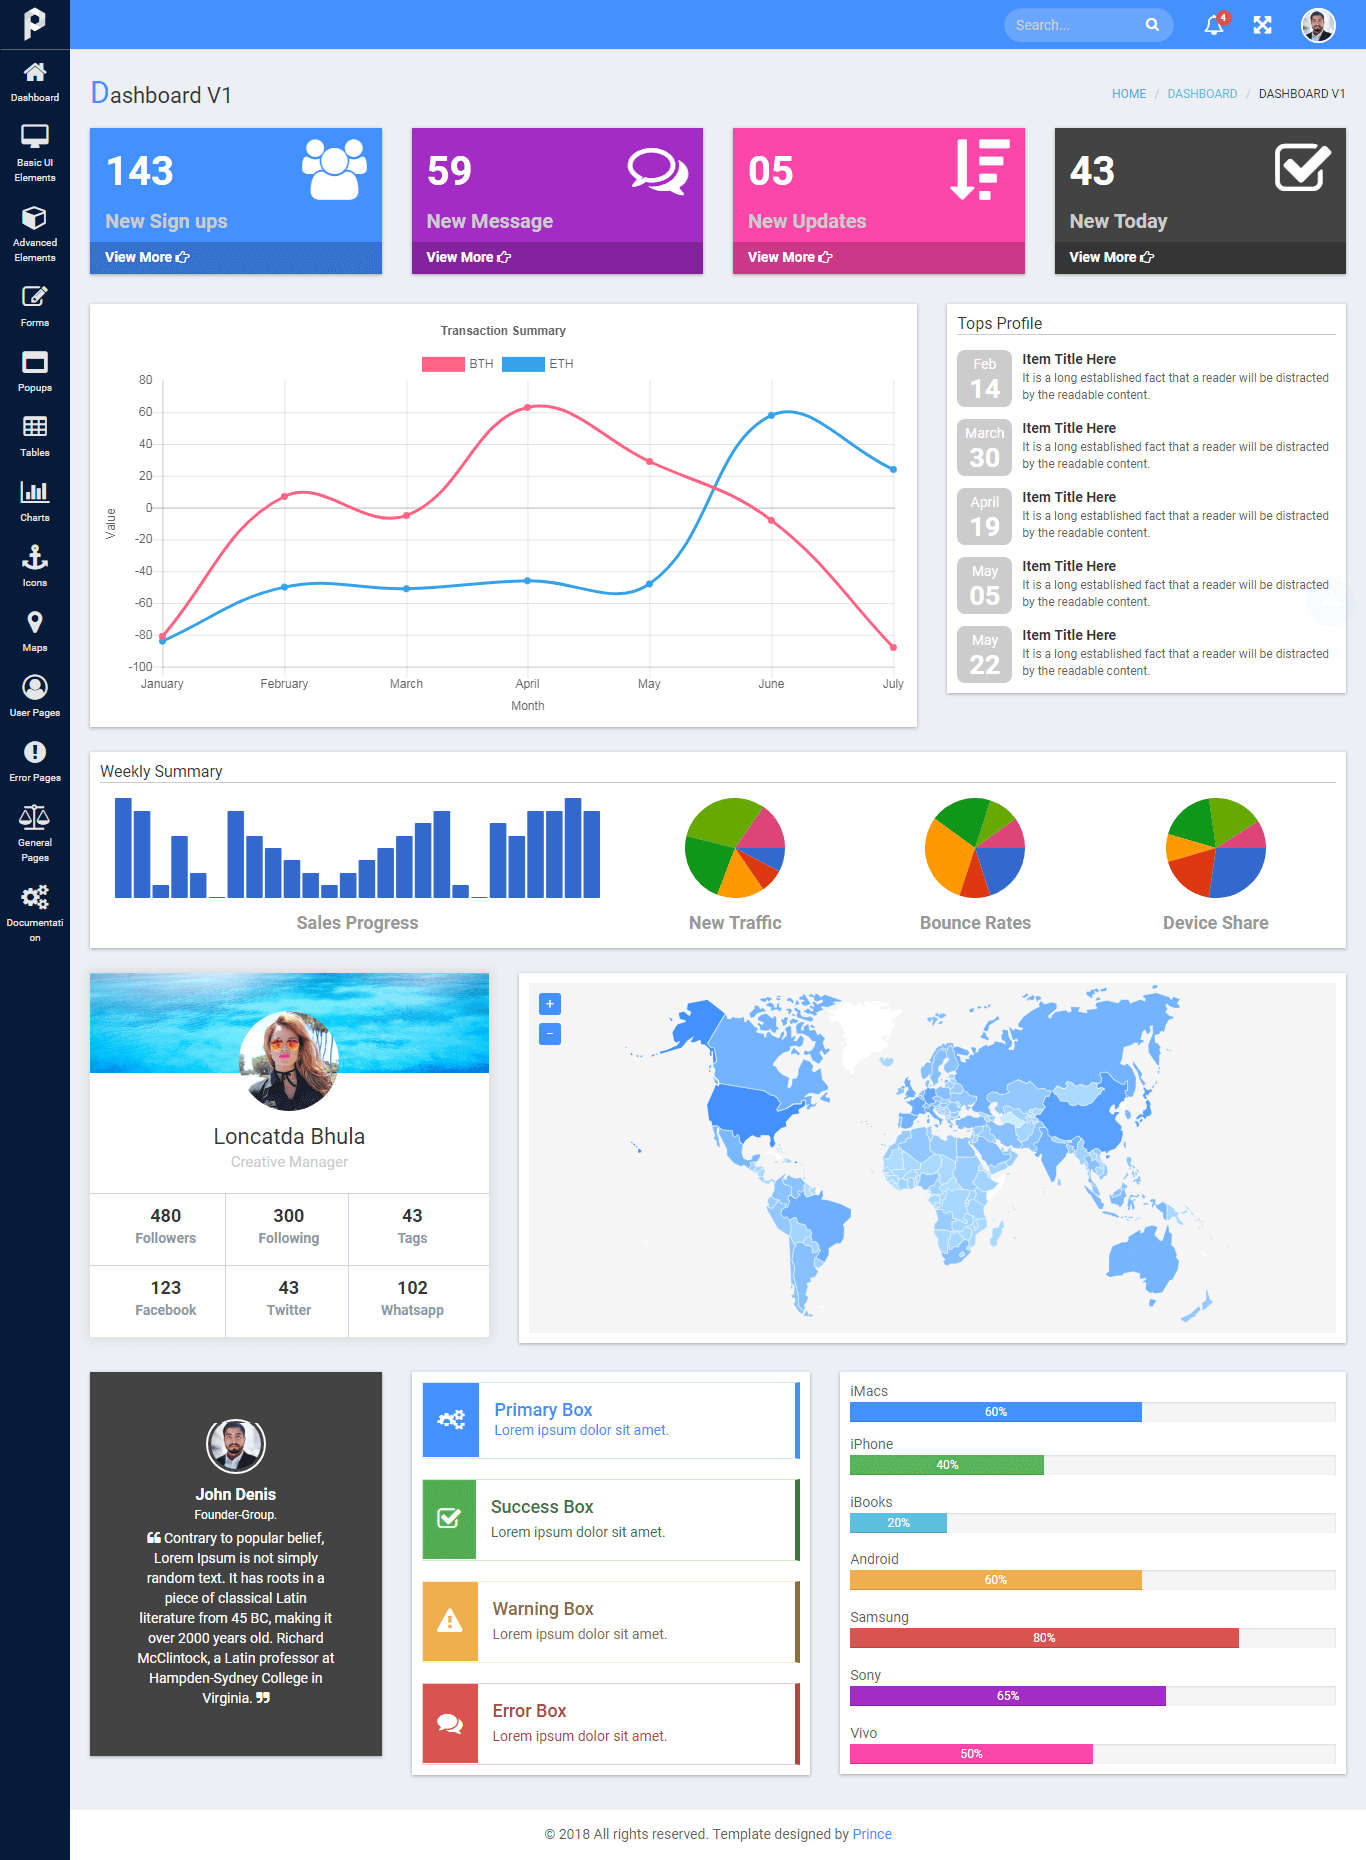 Search...
4
Dashboard
Basic UI
Elements
Advanced
Elements
Forms
Popups
Tables
Charts
Icons
Maps
User Pages
Error Pages
General
Pages
Documentati
on
Dashboard V1
HOME / DASHBOARD / DASHBOARD V1
143
New Sign ups
View More
59
New Message
View More
05
New Updates
View More
43
New Today
View More
Transaction Summary
BTH ETH
80
60
40
20
0
-20
-40
-60
-80
-100
Value
January February March April May June July
Month
Tops Profile
Feb
14
Item Title Here
It is a long established fact that a reader will be distracted
by the readable content.
March
30
Item Title Here
It is a long established fact that a reader will be distracted
by the readable content.
April
19
Item Title Here
It is a long established fact that a reader will be distracted
by the readable content.
May
05
Item Title Here
It is a long established fact that a reader will be distracted
by the readable content.
May
22
Item Title Here
It is a long established fact that a reader will be distracted
by the readable content.
Weekly Summary
Sales Progress
New Traffic
Bounce Rates
Device Share
Loncatda Bhula
Creative Manager
480 300 43
Followers Following Tags
123 43 102
Facebook Twitter Whatsapp
+
−
John Denis
Founder-Group.
❝ Contrary to popular belief,
Lorem Ipsum is not simply
random text. It has roots in a
piece of classical Latin
literature from 45 BC, making it
over 2000 years old. Richard
McClintock, a Latin professor at
Hampden-Sydney College in
Virginia. ❞
Primary Box
Lorem ipsum dolor sit amet.
Success Box
Lorem ipsum dolor sit amet.
Warning Box
Lorem ipsum dolor sit amet.
Error Box
Lorem ipsum dolor sit amet.
iMacs
60%
iPhone
40%
iBooks
20%
Android
60%
Samsung
80%
Sony
65%
Vivo
50%
© 2018 All rights reserved. Template designed by Prince